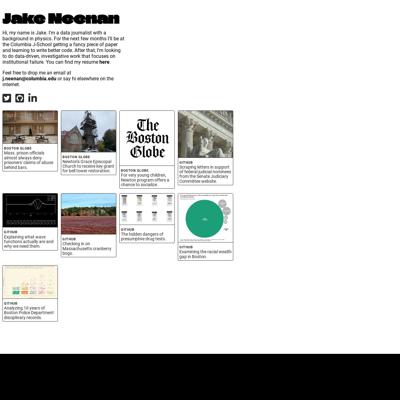 Jake Neenan
Hi, my name is Jake. I'm a data journalist with a
background in physics. For the next few months I'll be at
the Columbia J-School getting a fancy piece of paper
and learning to write better code. After that, I'm looking
to do data-driven, investigative work that focuses on
institutional failure. You can find my resume here.
Feel free to drop me an email at
j.neenan@columbia.edu or say hi elsewhere on the
internet.
BOSTON GLOBE
Mass. prison officials
almost always deny
prisoners' claims of abuse
behind bars.
BOSTON GLOBE
Newton's Grace Episcopal
Church to receive key grant
for bell tower restoration.
The
Boston
Globe
BOSTON GLOBE
For very young children,
Newton program offers a
chance to socialize.
GITHUB
Scraping letters in support
of federal judicial nominees
from the Senate Judiciary
Committee website.
GITHUB
Explaining what wave
functions actually are and
why we need them.
GITHUB
Checking in on
Massachusetts cranberry
bogs.
GITHUB
The hidden dangers of
presumptive drug tests.
GITHUB
Examining the racial wealth
gap in Boston.
GITHUB
Analyzing 10 years of
Boston Police Department
disciplinary records.